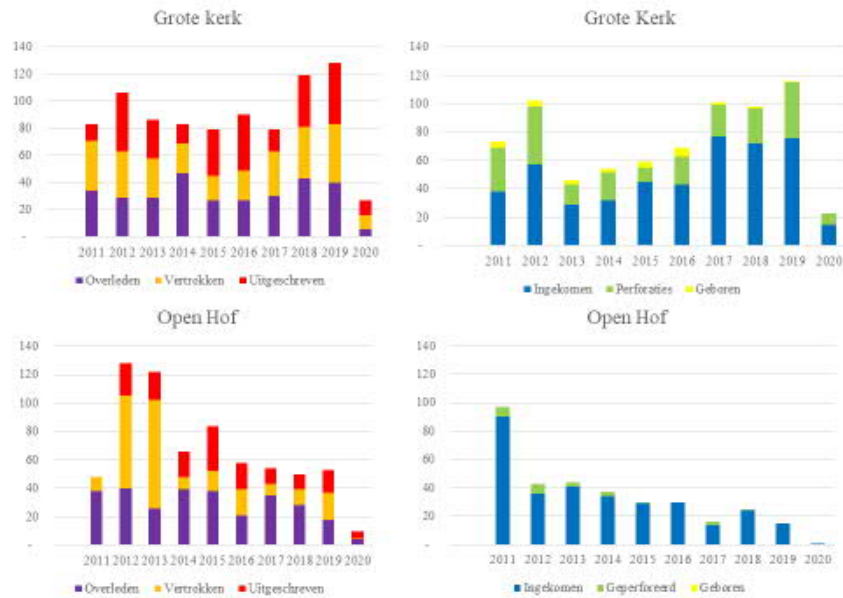 Grote kerk
140
120
100
80
60
40
20
-
2011 2012 2013 2014 2015 2016 2017 2018 2019 2020
Overleden Vertrokken Uitgeschreven
Grote Kerk
140
120
100
80
60
40
20
-
2011 2012 2013 2014 2015 2016 2017 2018 2019 2020
Ingekomen Perforaties Geboren
Open Hof
140
120
100
80
60
40
20
-
2011 2012 2013 2014 2015 2016 2017 2018 2019 2020
Overleden Vertrokken Uitgeschreven
Open Hof
140
120
100
80
60
40
20
-
2011 2012 2013 2014 2015 2016 2017 2018 2019 2020
Ingekomen Geperforeerd Geboren